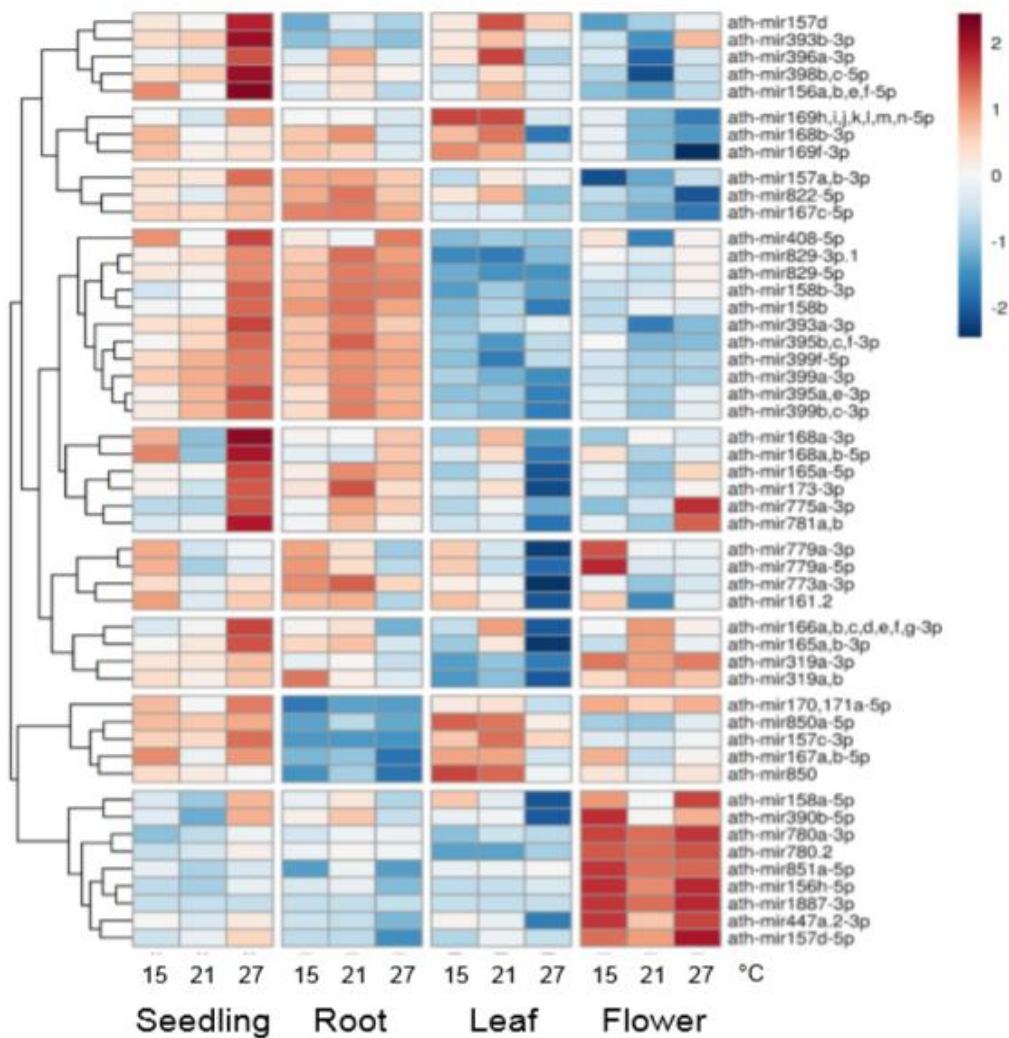 ath-mir157d
ath-mir393b-3p
ath-mir396a-3p
ath-mir398b,c-5p
ath-mir156a,b,e,f-5p
ath-mir169h,i,j,k,l,m,n-5p
ath-mir168b-3p
ath-mir169f-3p
ath-mir157a,b-3p
ath-mir822-5p
ath-mir167c-5p
ath-mir408-5p
ath-mir829-3p.1
ath-mir829-5p
ath-mir158b-3p
ath-mir158b
ath-mir393a-3p
ath-mir395b,c,f-3p
ath-mir399f-5p
ath-mir399a-3p
ath-mir395a,e-3p
ath-mir399b,c-3p
ath-mir168a-3p
ath-mir168a,b-5p
ath-mir165a-5p
ath-mir173-3p
ath-mir775a-3p
ath-mir781a,b
ath-mir779a-3p
ath-mir779a-5p
ath-mir773a-3p
ath-mir161.2
ath-mir166a,b,c,d,e,f,g-3p
ath-mir165a,b-3p
ath-mir319a-3p
ath-mir319a,b
ath-mir170,171a-5p
ath-mir850a-5p
ath-mir157c-3p
ath-mir167a,b-5p
ath-mir850
ath-mir158a-5p
ath-mir390b-5p
ath-mir780a-3p
ath-mir780.2
ath-mir851a-5p
ath-mir156h-5p
ath-mir1887-3p
ath-mir447a.2-3p
ath-mir157d-5p
2
1
0
-1
-2
15 21 27 15 21 27 15 21 27 15 21 27 °C
Seedling Root Leaf Flower